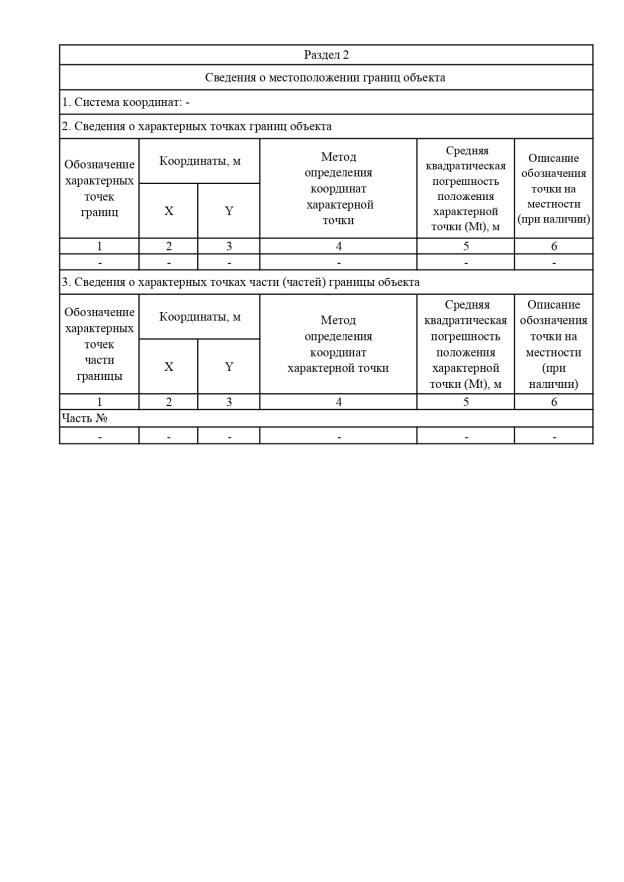 Раздел 2
Сведения о местоположении границ объекта
1. Система координат: -
2. Сведения о характерных точках границ объекта
Обозначение
характерных
точек
границ
Координаты, м
X
Y
Метод
определения
координат
характерной
точки
Средняя
квадратическая
погрешность
положения
характерной
точки (Mt), м
Описание
обозначения
точки на
местности
(при наличии)
1 2 3 4 5 6
- - - - - -
3. Сведения о характерных точках части (частей) границы объекта
Обозначение
характерных
точек
части
границы
Координаты, м
X
Y
Метод
определения
координат
характерной точки
Средняя
квадратическая
погрешность
положения
характерной
точки (Mt), м
Описание
обозначения
точки на
местности
(при
наличии)
1 2 3 4 5 6
Часть №
- - - - - -